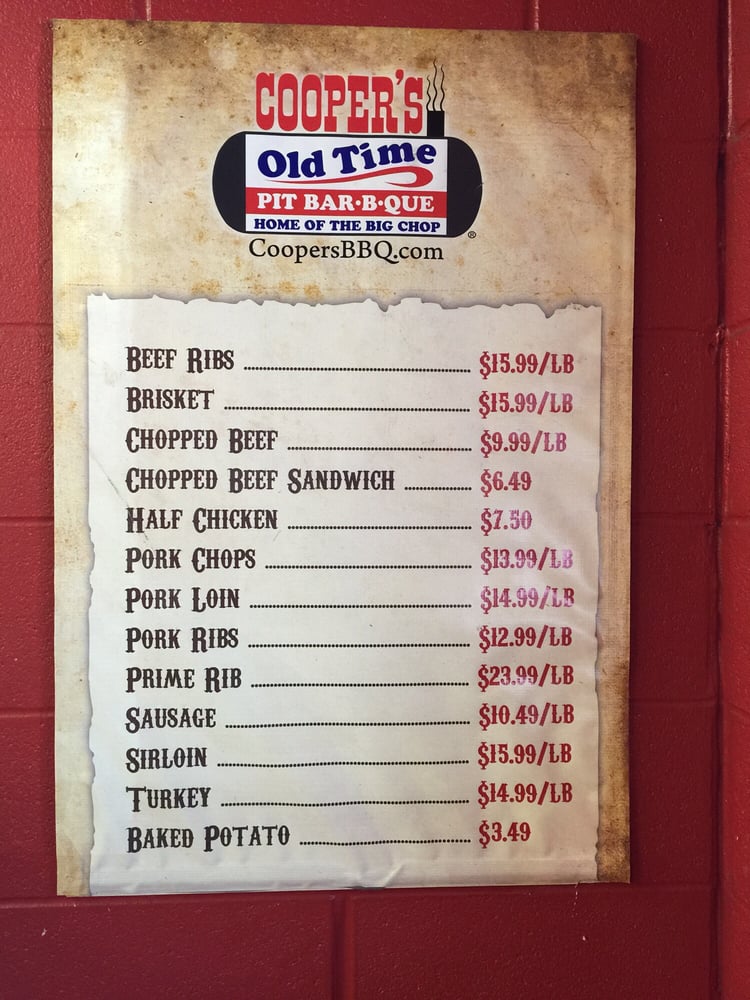 COOPER'S
Old Time
PIT BAR·B·QUE
HOME OF THE BIG CHOP ®
CoopersBBQ.com
BEEF RIBS ........ $15.99/LB
BRISKET ........ $15.99/LB
CHOPPED BEEF ........ $9.99/LB
CHOPPED BEEF SANDWICH ........ $6.49
HALF CHICKEN ........ $7.50
PORK CHOPS ........ $13.99/LB
PORK LOIN ........ $14.99/LB
PORK RIBS ........ $12.99/LB
PRIME RIB ........ $23.99/LB
SAUSAGE ........ $10.49/LB
SIRLOIN ........ $15.99/LB
TURKEY ........ $14.99/LB
BAKED POTATO ........ $3.49